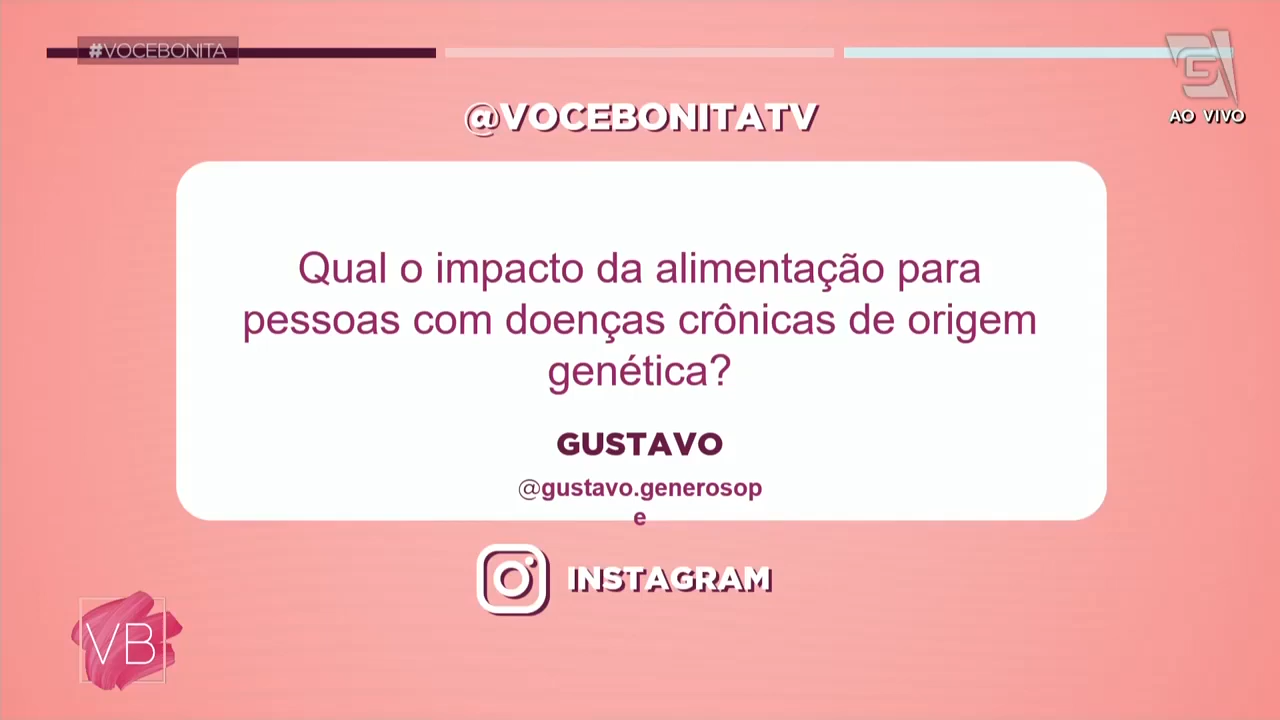 #VOCEBONITA
G
AO VIVO
@VOCEBONITATV
Qual o impacto da alimentação para
pessoas com doenças crônicas de origem
genética?
GUSTAVO
@gustavo.generosop
e
INSTAGRAM
VB